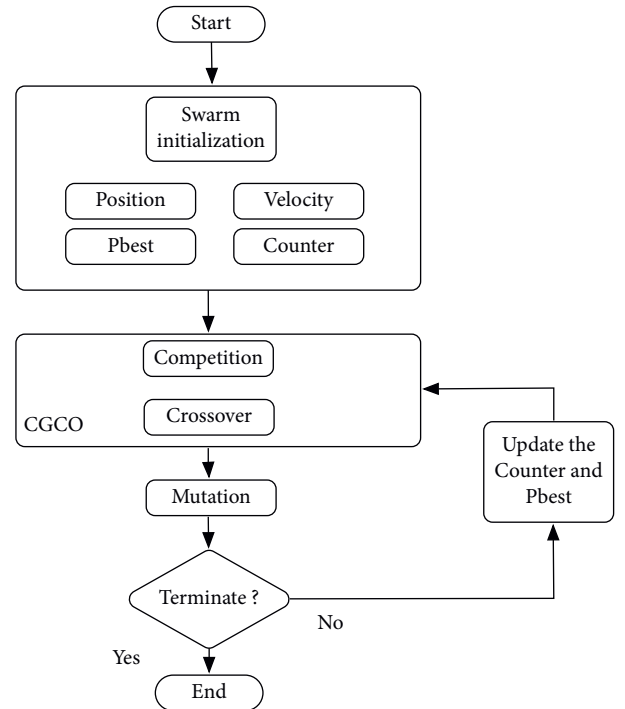 Start
Swarm
initialization
Position
Velocity
Pbest
Counter
Competition
Crossover
CGCO
Update the
Counter and
Pbest
Mutation
Terminate ?
No
Yes
End